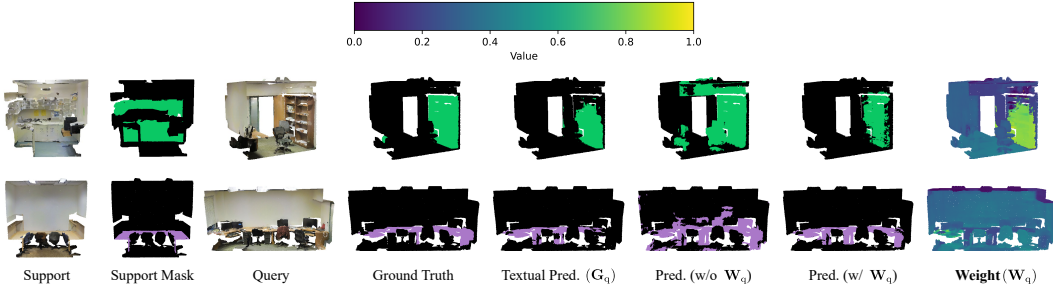 0.0 0.2 0.4 0.6 0.8 1.0
Value
Support Support Mask Query Ground Truth Textual Pred. (G_q) Pred. (w/o W_q) Pred. (w/ W_q) Weight (W_q)